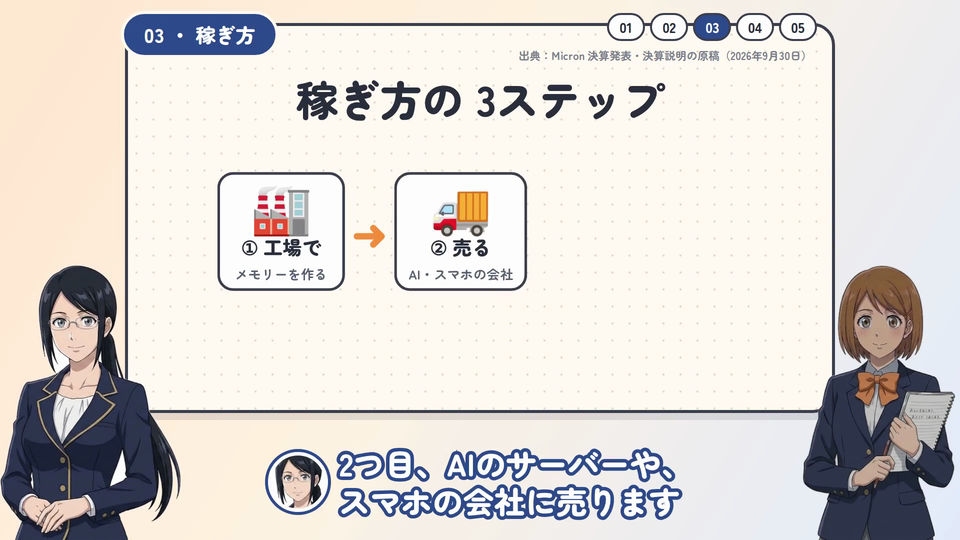 03 ・ 稼ぎ方
01 02 03 04 05
出典：Micron 決算発表・決算説明の原稿（2026年9月30日）
稼ぎ方の 3ステップ
① 工場で
メモリーを作る
② 売る
AI・スマホの会社
2つ目、AIのサーバーや、
スマホの会社に売ります